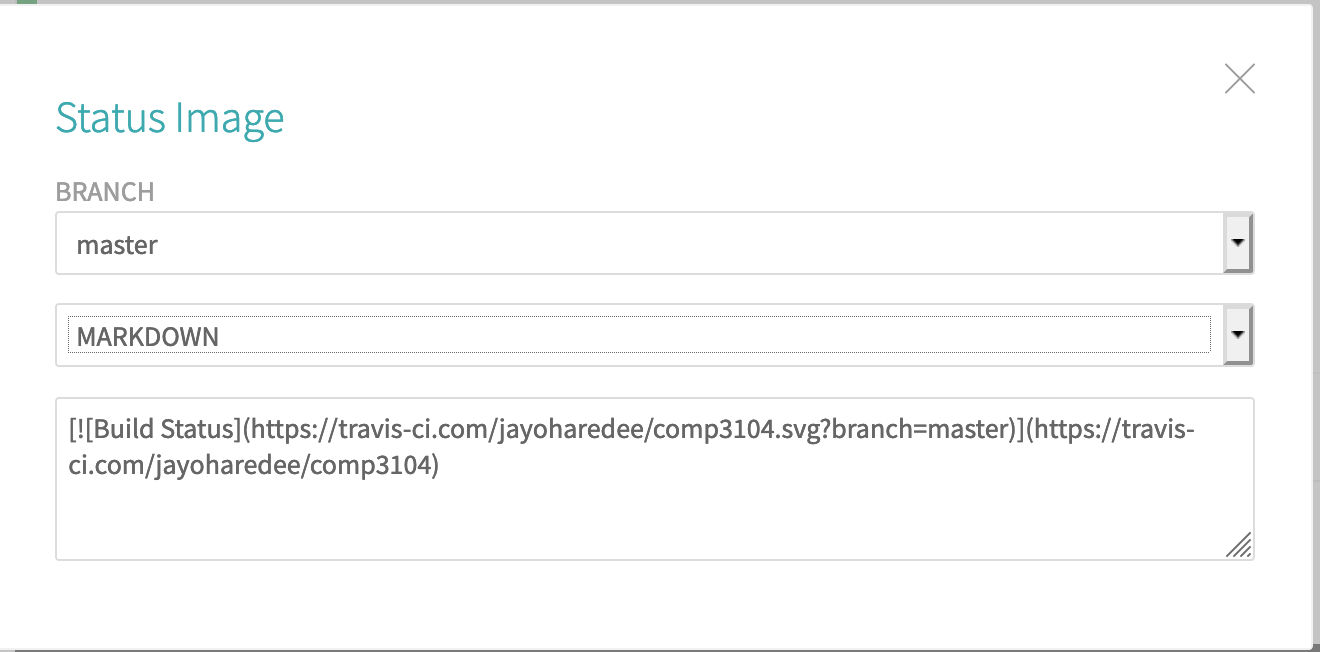 Status Image
BRANCH
master
MARKDOWN
[![Build Status](https://travis-ci.com/jayoharedee/comp3104.svg?branch=master)](https://travis-
ci.com/jayoharedee/comp3104)